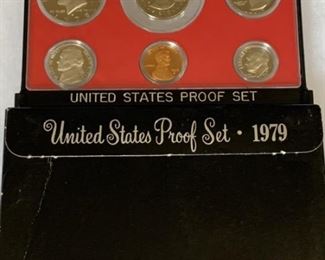 UNITED STATES PROOF SET
United States Proof Set · 1979